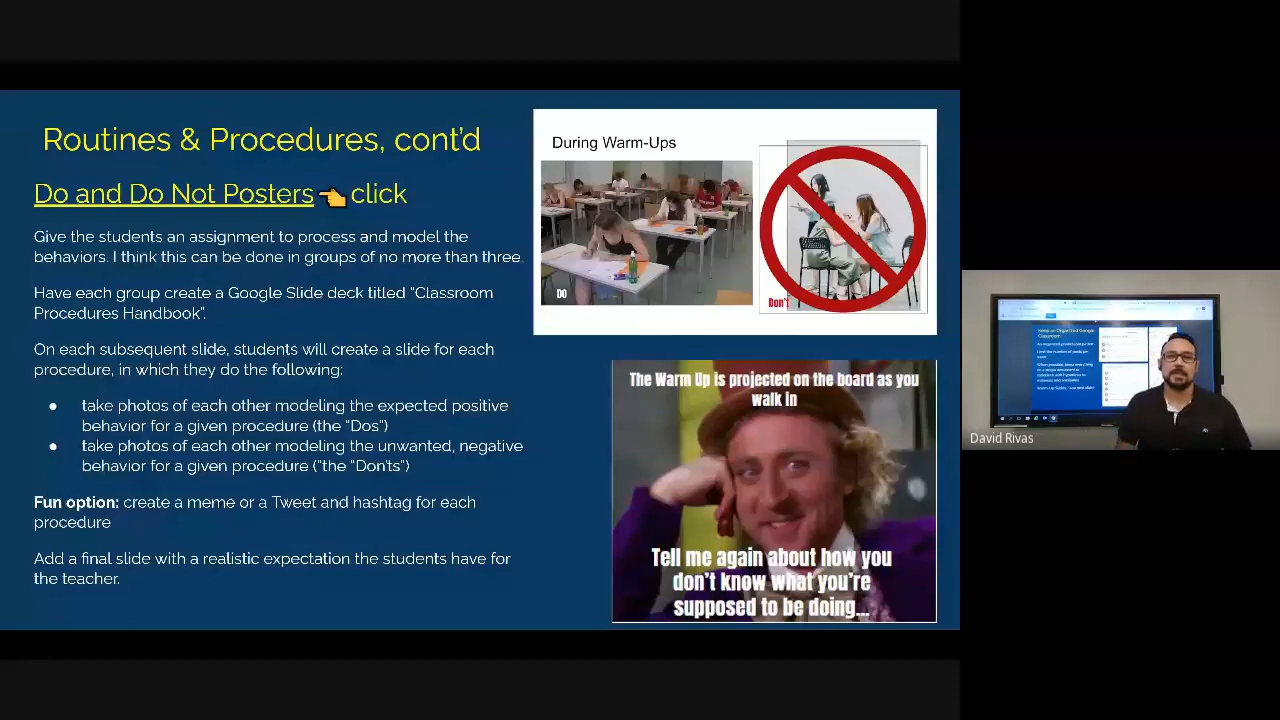 Routines & Procedures, cont'd
Do and Do Not Posters 👈 click
Give the students an assignment to process and model the
behaviors. I think this can be done in groups of no more than three.
Have each group create a Google Slide deck titled "Classroom
Procedures Handbook".
On each subsequent slide, students will create a slide for each
procedure, in which they do the following:
● take photos of each other modeling the expected positive
behavior for a given procedure (the "Dos")
● take photos of each other modeling the unwanted, negative
behavior for a given procedure ("the "Don'ts")
Fun option: create a meme or a Tweet and hashtag for each
procedure
Add a final slide with a realistic expectation the students have for
the teacher.
During Warm-Ups
DO
Don't
The Warm Up is projected on the board as you
walk in
Tell me again about how you
don't know what you're
supposed to be doing...
Keep an Organized Google
Classroom
David Rivas